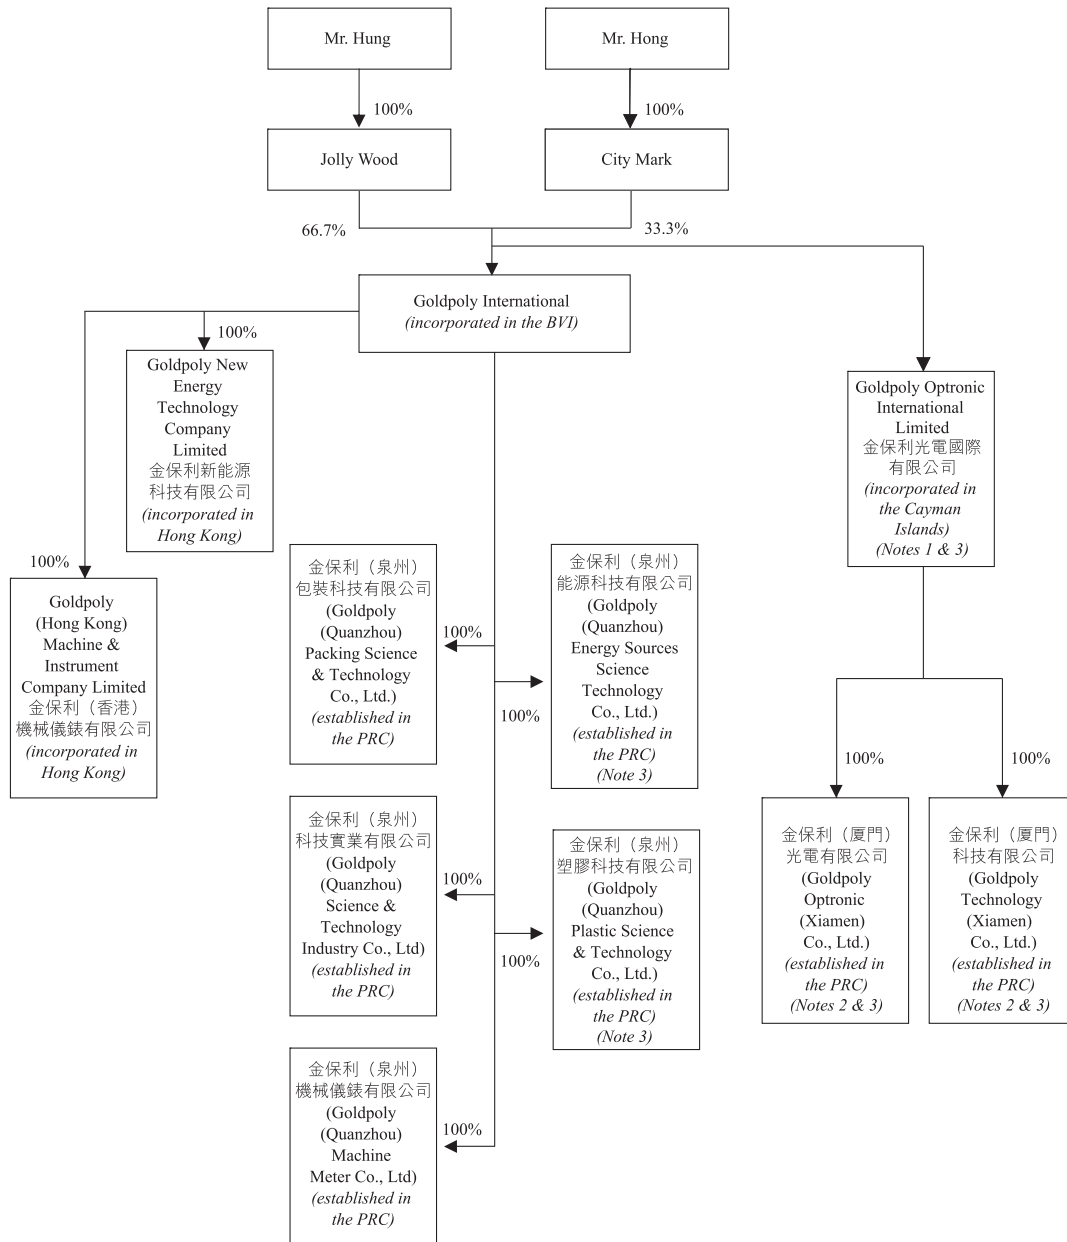 Mr. Hung
Mr. Hong
100%
100%
Jolly Wood
City Mark
66.7%
33.3%
Goldpoly International
(incorporated in the BVI)
100%
Goldpoly New
Energy
Technology
Company
Limited
金保利新能源
科技有限公司
(incorporated in
Hong Kong)
Goldpoly Optronic
International
Limited
金保利光電國際
有限公司
(incorporated in
the Cayman
Islands)
(Notes 1 & 3)
100%
Goldpoly
(Hong Kong)
Machine &
Instrument
Company Limited
金保利（香港）
機械儀錶有限公司
(incorporated in
Hong Kong)
金保利（泉州）
包裝科技有限公司
(Goldpoly
(Quanzhou)
Packing Science
& Technology
Co., Ltd.)
(established in
the PRC)
100%
金保利（泉州）
能源科技有限公司
(Goldpoly
(Quanzhou)
Energy Sources
Science
Technology
Co., Ltd.)
(established in
the PRC)
(Note 3)
100%
100%
100%
金保利（泉州）
科技實業有限公司
(Goldpoly
(Quanzhou)
Science &
Technology
Industry Co., Ltd)
(established in
the PRC)
100%
金保利（泉州）
塑膠科技有限公司
(Goldpoly
(Quanzhou)
Plastic Science
& Technology
Co., Ltd.)
(established in
the PRC)
(Note 3)
100%
金保利（厦門）
光電有限公司
(Goldpoly
Optronic
(Xiamen)
Co., Ltd.)
(established in
the PRC)
(Notes 2 & 3)
金保利（厦門）
科技有限公司
(Goldpoly
Technology
(Xiamen)
Co., Ltd.)
(established in
the PRC)
(Notes 2 & 3)
金保利（泉州）
機械儀錶有限公司
(Goldpoly
(Quanzhou)
Machine
Meter Co., Ltd)
(established in
the PRC)
100%